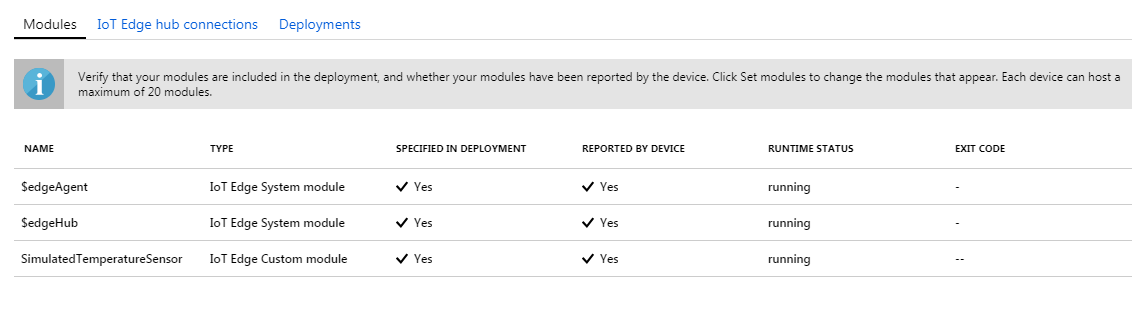 Modules IoT Edge hub connections Deployments
Verify that your modules are included in the deployment, and whether your modules have been reported by the device. Click Set modules to change the modules that appear. Each device can host a
maximum of 20 modules.
NAME TYPE SPECIFIED IN DEPLOYMENT REPORTED BY DEVICE RUNTIME STATUS EXIT CODE
$edgeAgent IoT Edge System module Yes Yes running -
$edgeHub IoT Edge System module Yes Yes running -
SimulatedTemperatureSensor IoT Edge Custom module Yes Yes running --